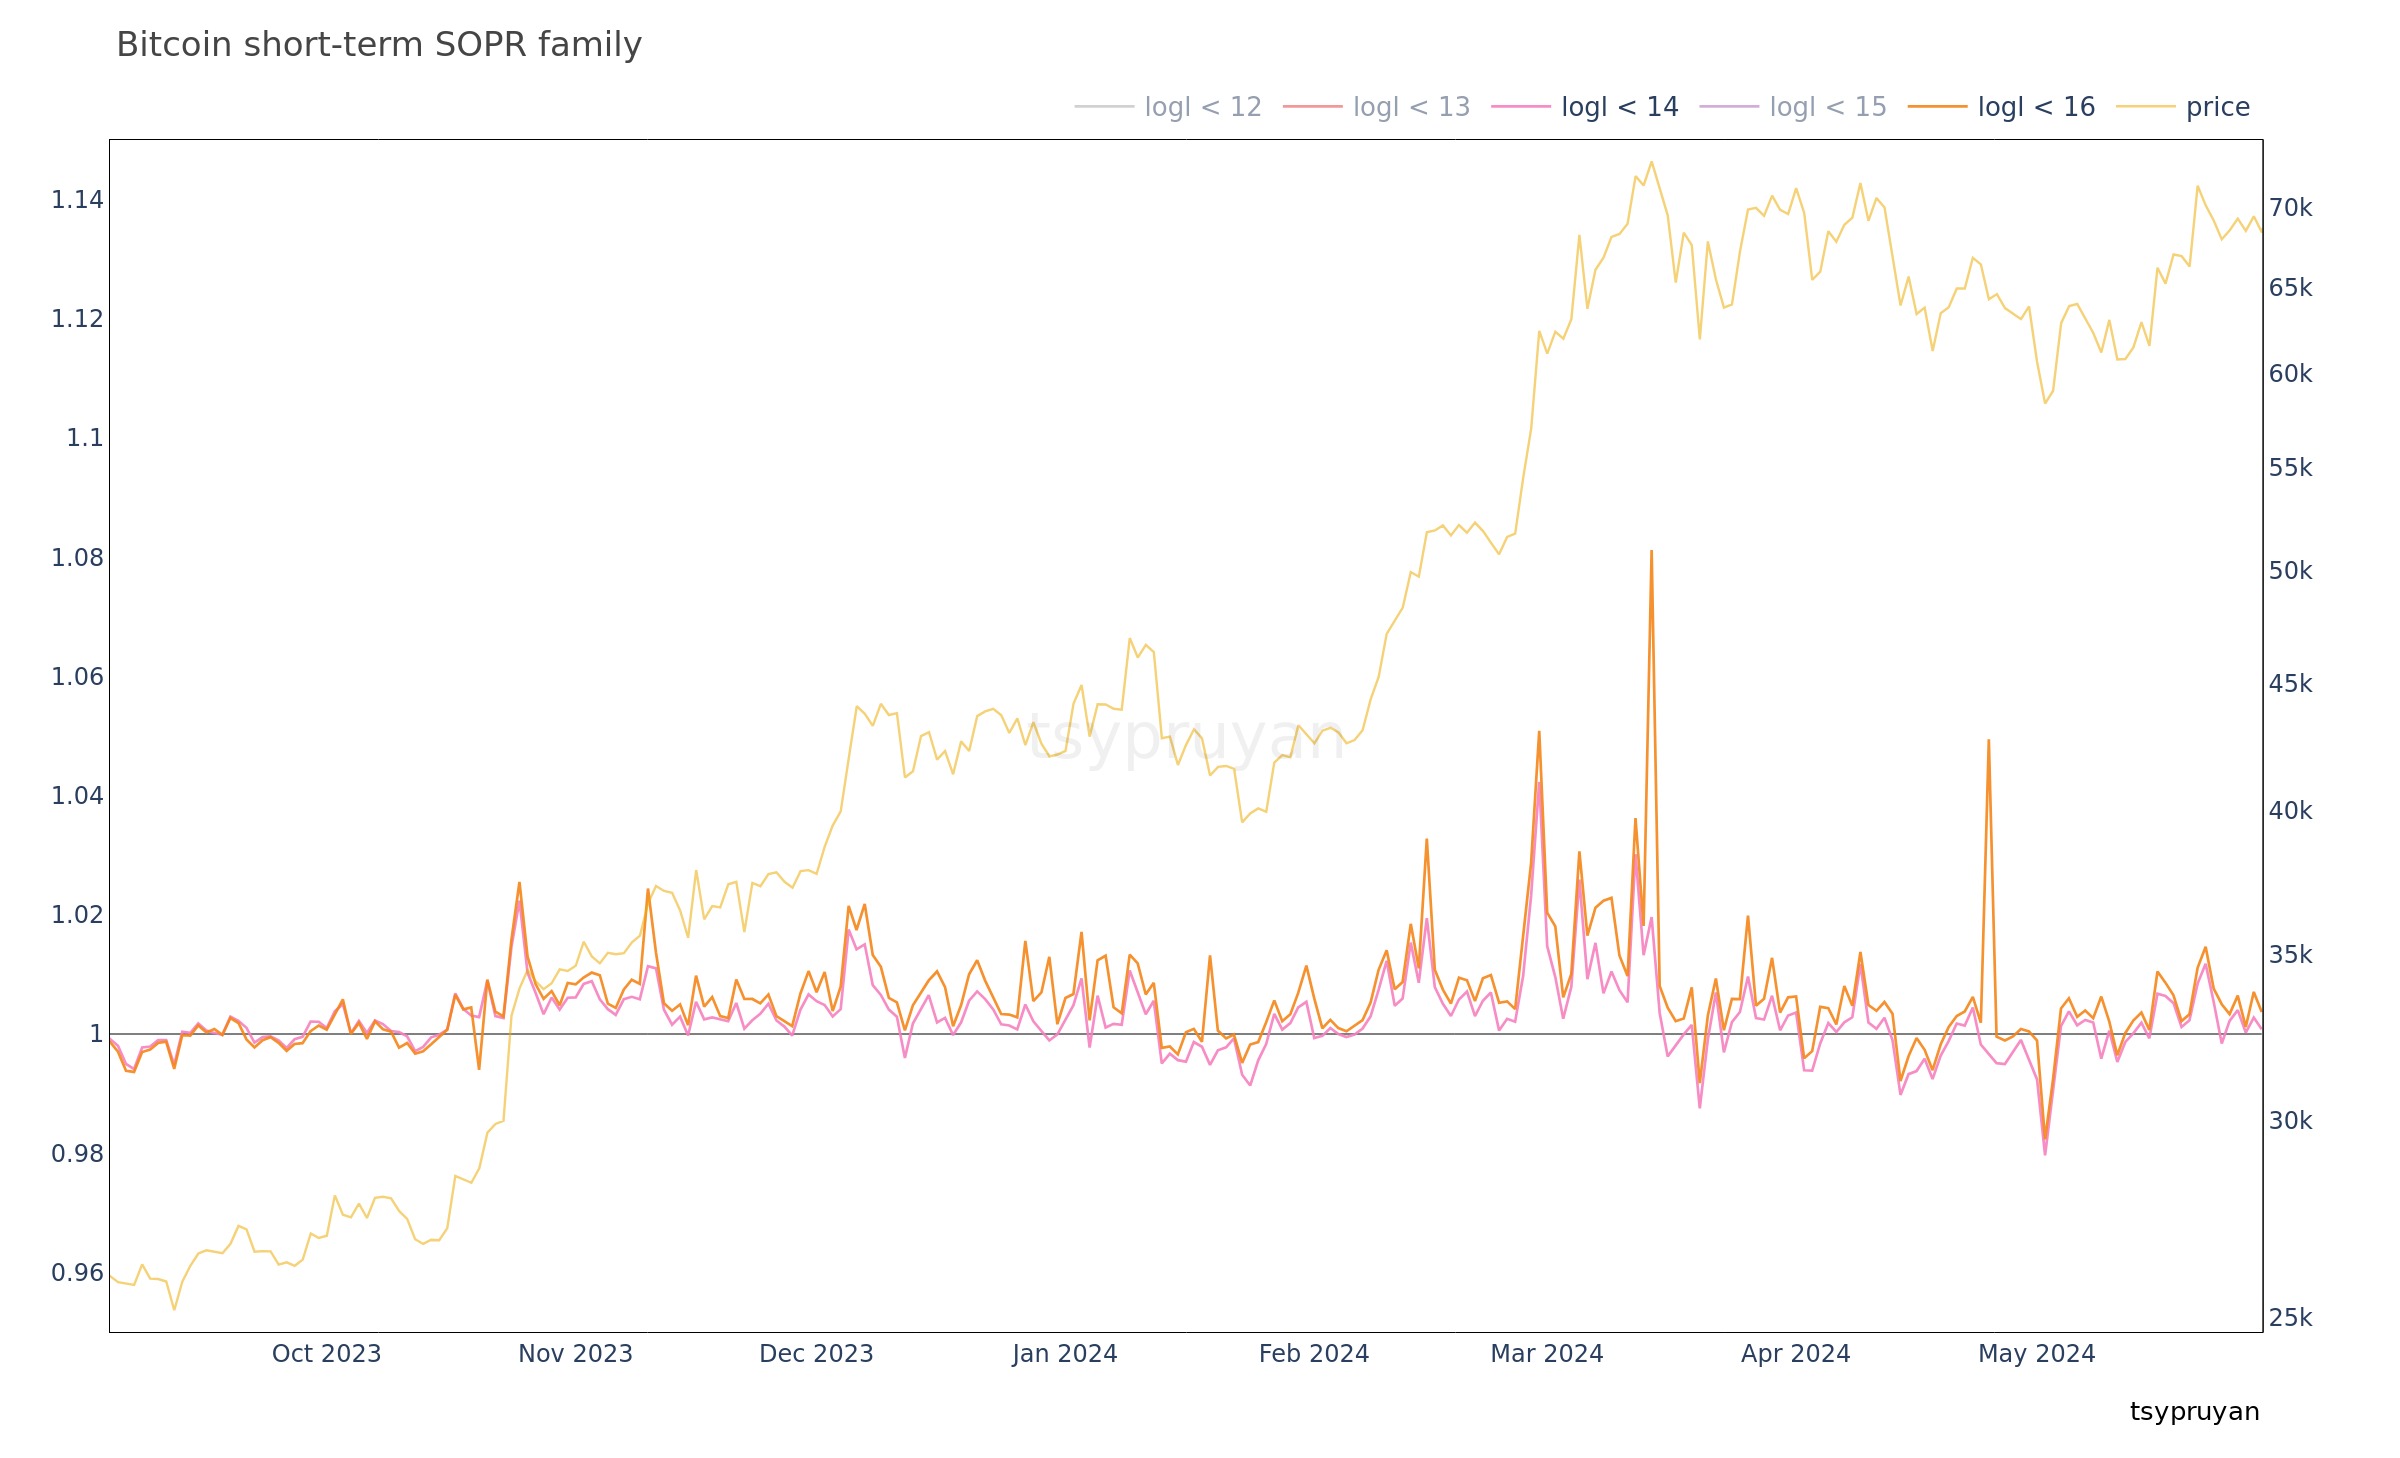 Bitcoin short-term SOPR family
logl < 12 logl < 13 logl < 14 logl < 15 logl < 16 price
1.14
1.12
1.1
1.08
1.06
1.04
1.02
1
0.98
0.96
70k
65k
60k
55k
50k
45k
40k
35k
30k
25k
tsypruyan
Oct 2023 Nov 2023 Dec 2023 Jan 2024 Feb 2024 Mar 2024 Apr 2024 May 2024
tsypruyan